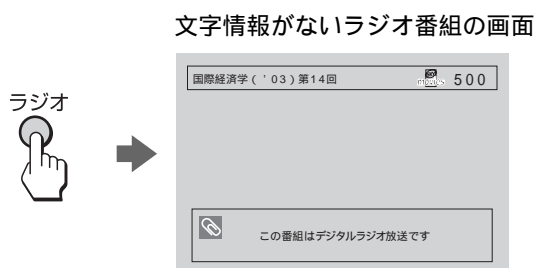 文字情報がないラジオ番組の画面
国際経済学(’03)第14回 movies 500
ラジオ
この番組はデジタルラジオ放送です